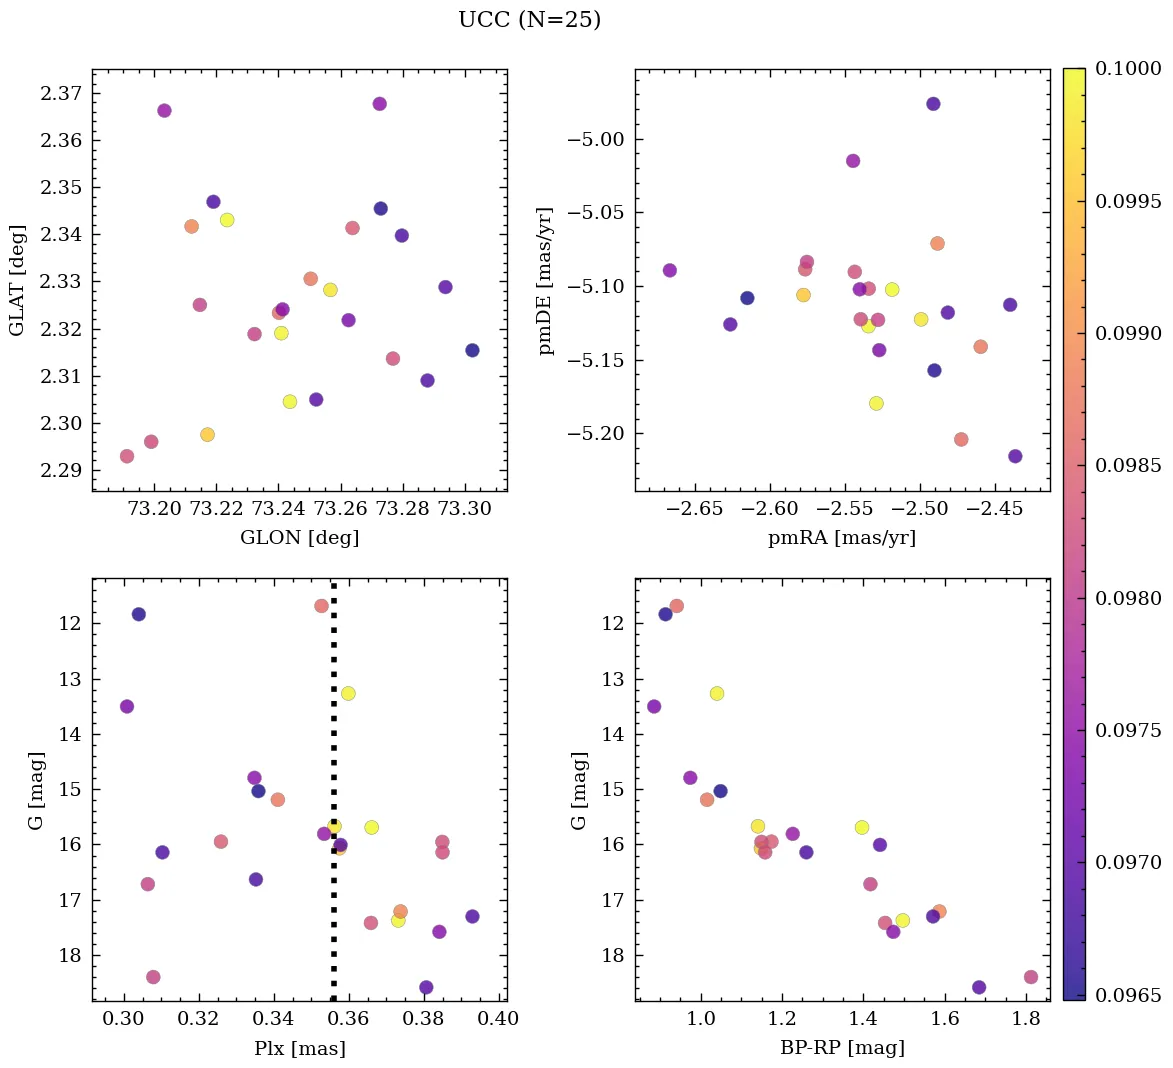 UCC (N=25)
2.37
2.36
2.35
2.34
2.33
2.32
2.31
2.30
2.29
GLAT [deg]
73.20 73.22 73.24 73.26 73.28 73.30
GLON [deg]
−5.00
−5.05
−5.10
−5.15
−5.20
pmDE [mas/yr]
−2.65 −2.60 −2.55 −2.50 −2.45
pmRA [mas/yr]
12
13
14
15
16
17
18
G [mag]
0.30 0.32 0.34 0.36 0.38 0.40
Plx [mas]
12
13
14
15
16
17
18
G [mag]
1.0 1.2 1.4 1.6 1.8
BP-RP [mag]
0.1000
0.0995
0.0990
0.0985
0.0980
0.0975
0.0970
0.0965